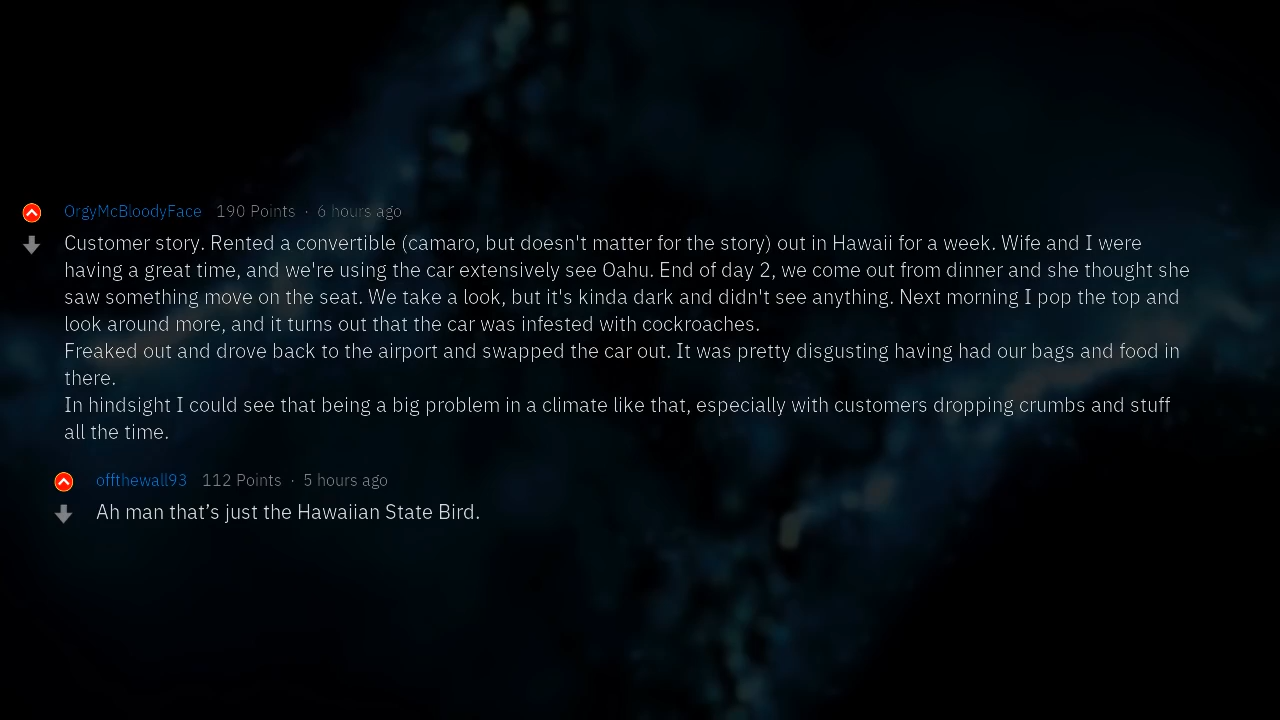 OrgyMcBloodyFace 190 Points · 6 hours ago
Customer story. Rented a convertible (camaro, but doesn't matter for the story) out in Hawaii for a week. Wife and I were
having a great time, and we're using the car extensively see Oahu. End of day 2, we come out from dinner and she thought she
saw something move on the seat. We take a look, but it's kinda dark and didn't see anything. Next morning I pop the top and
look around more, and it turns out that the car was infested with cockroaches.
Freaked out and drove back to the airport and swapped the car out. It was pretty disgusting having had our bags and food in
there.
In hindsight I could see that being a big problem in a climate like that, especially with customers dropping crumbs and stuff
all the time.
offthewall93 112 Points · 5 hours ago
Ah man that’s just the Hawaiian State Bird.